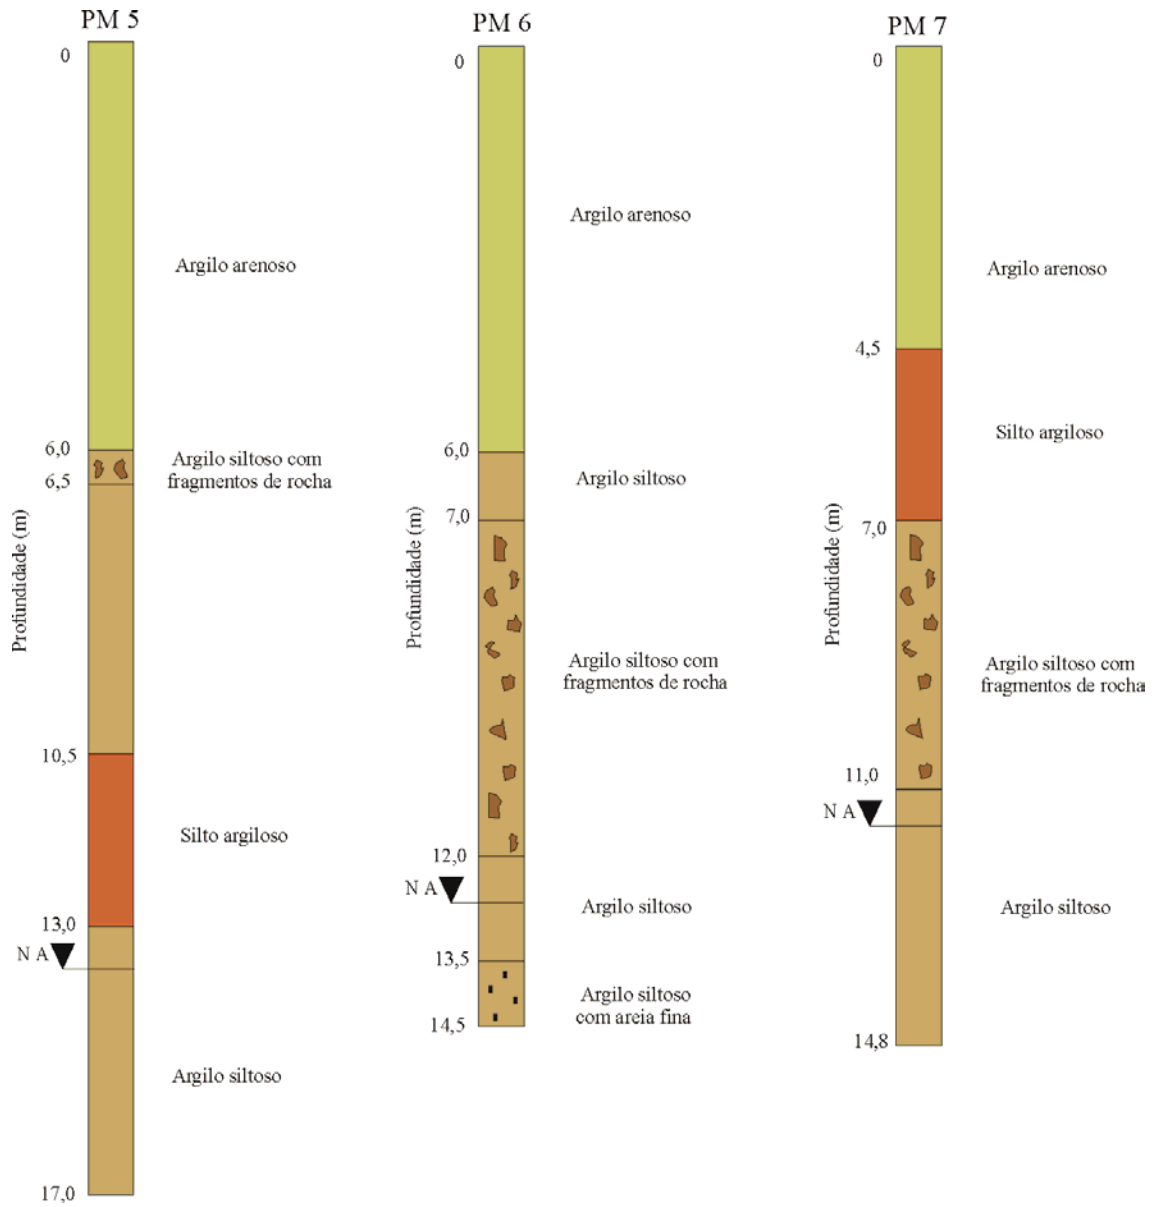 PM 5
0
Argilo arenoso
6,0
Argilo siltoso com
fragmentos de rocha
6,5
Profundidade (m)
10,5
Silto argiloso
13,0
N A
Argilo siltoso
17,0
PM 6
0
Argilo arenoso
6,0
Argilo siltoso
7,0
Profundidade (m)
Argilo siltoso com
fragmentos de rocha
12,0
N A
Argilo siltoso
13,5
Argilo siltoso
com areia fina
14,5
PM 7
0
Argilo arenoso
4,5
Silto argiloso
Profundidade (m)
7,0
Argilo siltoso com
fragmentos de rocha
11,0
N A
Argilo siltoso
14,8